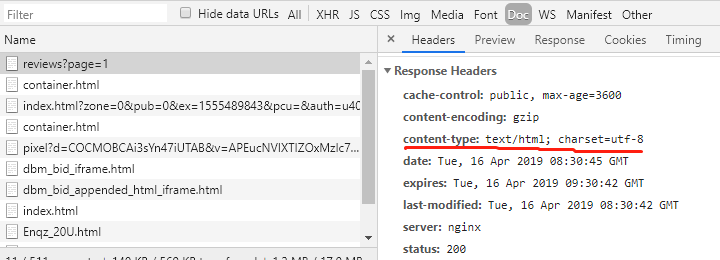 Filter Hide data URLs All XHR JS CSS Img Media Font Doc WS Manifest Other
Name
reviews?page=1
container.html
index.html?zone=0&pub=0&ex=1555489843&pcu=&auth=u40
container.html
pixel?d=COCMOBCAi3sYn47iUTAB&v=APEucNVIXTIZOxMzIc7...
dbm_bid_iframe.html
dbm_bid_appended_html_iframe.html
index.html
Enqz_20U.html
× Headers Preview Response Cookies Timing
Response Headers
cache-control: public, max-age=3600
content-encoding: gzip
content-type: text/html; charset=utf-8
date: Tue, 16 Apr 2019 08:30:45 GMT
expires: Tue, 16 Apr 2019 09:30:42 GMT
last-modified: Tue, 16 Apr 2019 08:30:42 GMT
server: nginx
status: 200